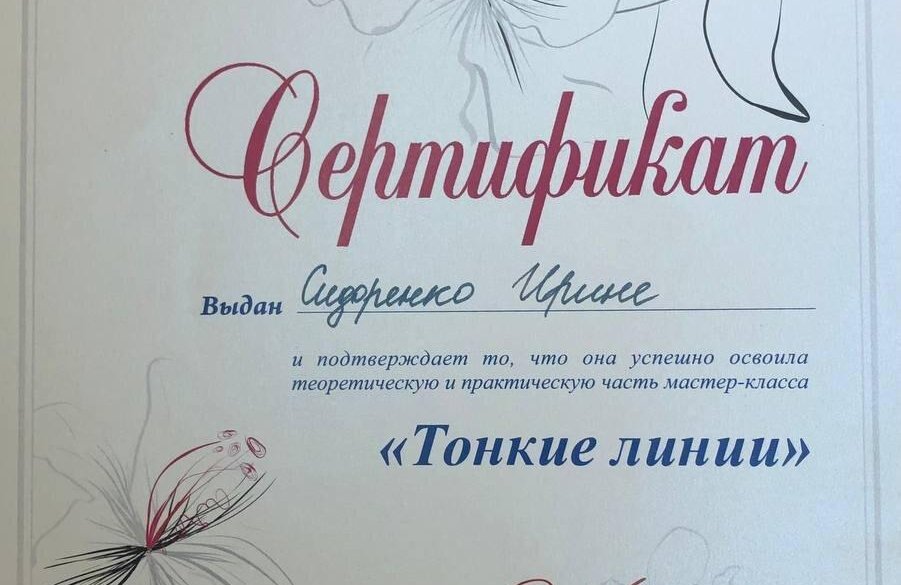 Сертификат
Выдан Сидоренко Ирине
и подтверждает то, что она успешно освоила
теоретическую и практическую часть мастер-класса
«Тонкие линии»